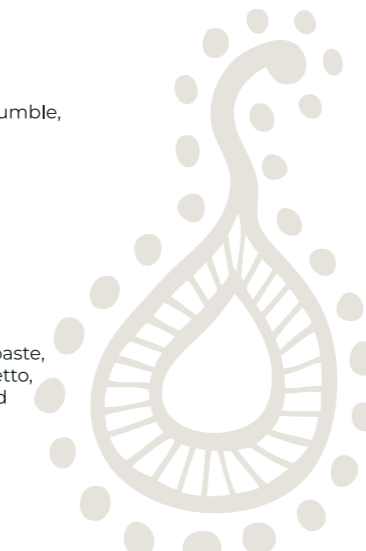 umble,
paste,
etto,
d